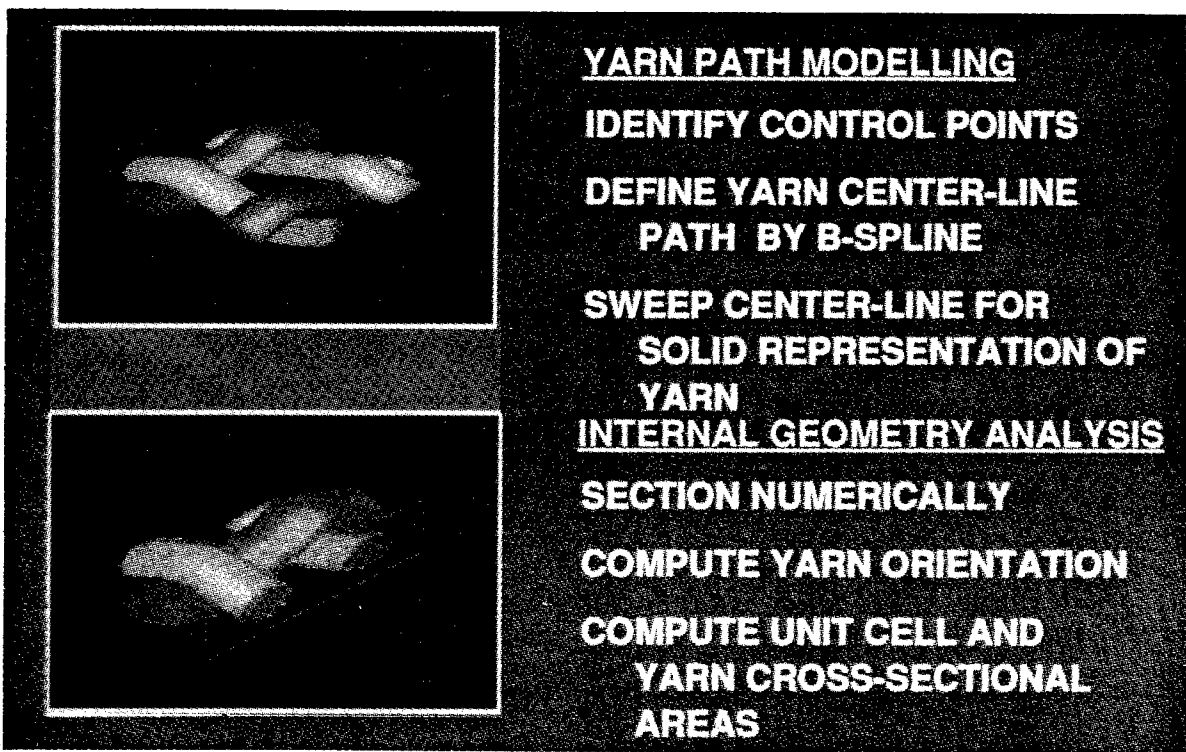 YARN PATH MODELLING
IDENTIFY CONTROL POINTS
DEFINE YARN CENTER-LINE
PATH BY B-SPLINE
SWEEP CENTER-LINE FOR
SOLID REPRESENTATION OF
YARN
INTERNAL GEOMETRY ANALYSIS
SECTION NUMERICALLY
COMPUTE YARN ORIENTATION
COMPUTE UNIT CELL AND
YARN CROSS-SECTIONAL
AREAS